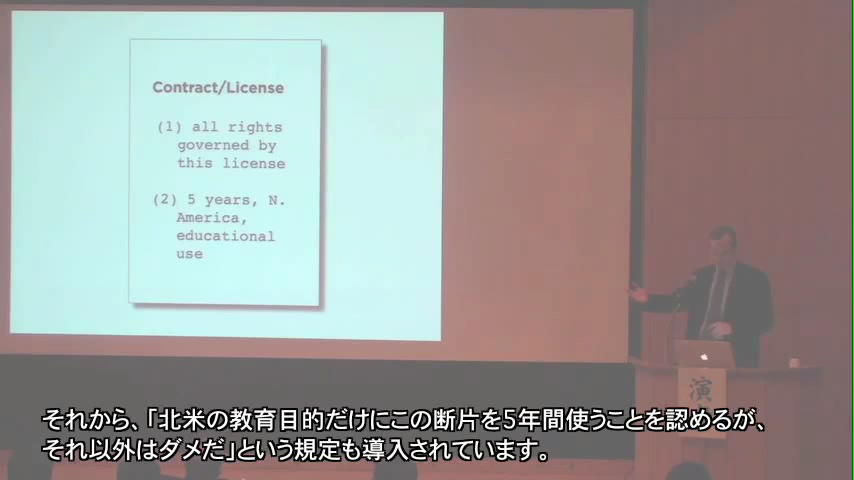 Contract/License
(1) all rights
governed by
this license
(2) 5 years, N.
America,
educational
use
演
それから、「北米の教育目的だけにこの断片を5年間使うことを認めるが、
それ以外はダメだ」という規定も導入されています。